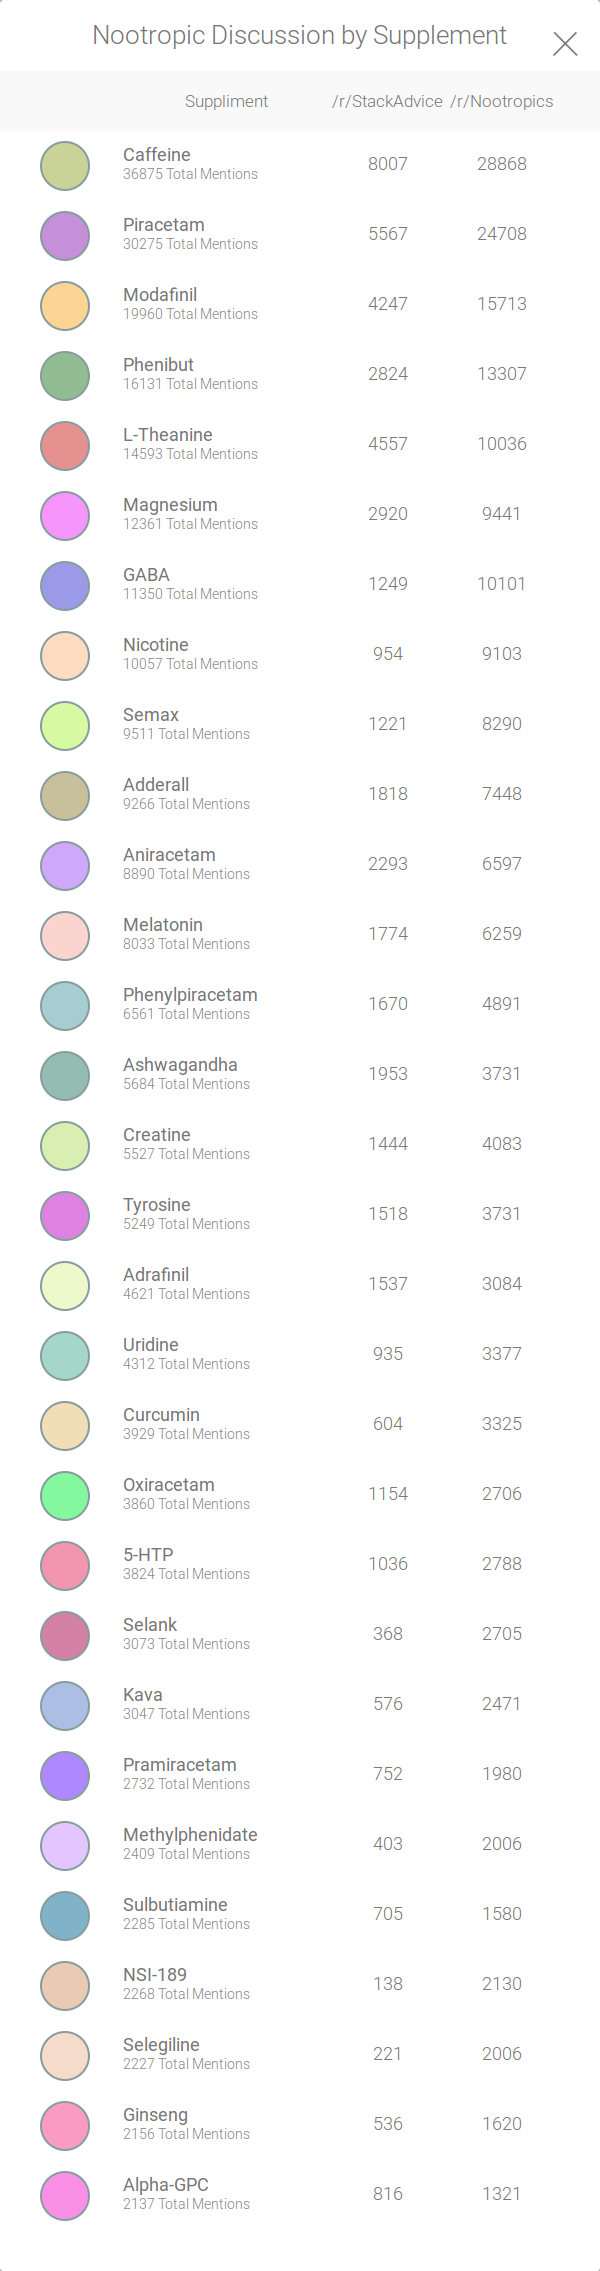 Nootropic Discussion by Supplement
Suppliment /r/StackAdvice /r/Nootropics
Caffeine
36875 Total Mentions
8007 28868
Piracetam
30275 Total Mentions
5567 24708
Modafinil
19960 Total Mentions
4247 15713
Phenibut
16131 Total Mentions
2824 13307
L-Theanine
14593 Total Mentions
4557 10036
Magnesium
12361 Total Mentions
2920 9441
GABA
11350 Total Mentions
1249 10101
Nicotine
10057 Total Mentions
954 9103
Semax
9511 Total Mentions
1221 8290
Adderall
9266 Total Mentions
1818 7448
Aniracetam
8890 Total Mentions
2293 6597
Melatonin
8033 Total Mentions
1774 6259
Phenylpiracetam
6561 Total Mentions
1670 4891
Ashwagandha
5684 Total Mentions
1953 3731
Creatine
5527 Total Mentions
1444 4083
Tyrosine
5249 Total Mentions
1518 3731
Adrafinil
4621 Total Mentions
1537 3084
Uridine
4312 Total Mentions
935 3377
Curcumin
3929 Total Mentions
604 3325
Oxiracetam
3860 Total Mentions
1154 2706
5-HTP
3824 Total Mentions
1036 2788
Selank
3073 Total Mentions
368 2705
Kava
3047 Total Mentions
576 2471
Pramiracetam
2732 Total Mentions
752 1980
Methylphenidate
2409 Total Mentions
403 2006
Sulbutiamine
2285 Total Mentions
705 1580
NSI-189
2268 Total Mentions
138 2130
Selegiline
2227 Total Mentions
221 2006
Ginseng
2156 Total Mentions
536 1620
Alpha-GPC
2137 Total Mentions
816 1321